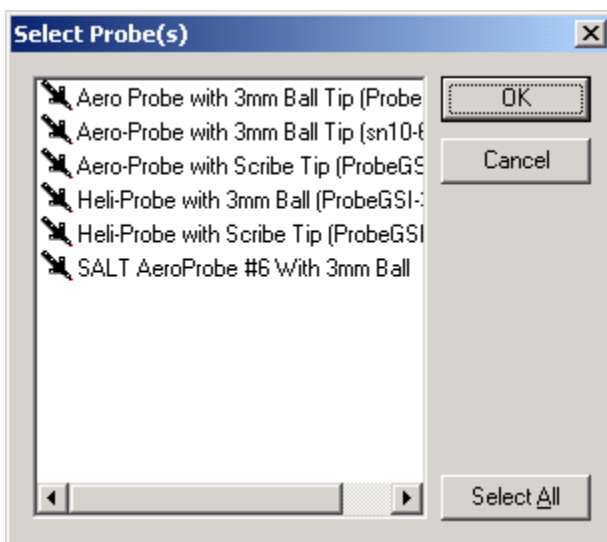 Select Probe(s)
Aero Probe with 3mm Ball Tip (Probe
Aero-Probe with 3mm Ball Tip (sn10-6
Aero-Probe with Scribe Tip (ProbeGS
Heli-Probe with 3mm Ball (ProbeGSI-
Heli-Probe with Scribe Tip (ProbeGSI
SALT AeroProbe #6 With 3mm Ball
OK
Cancel
Select All